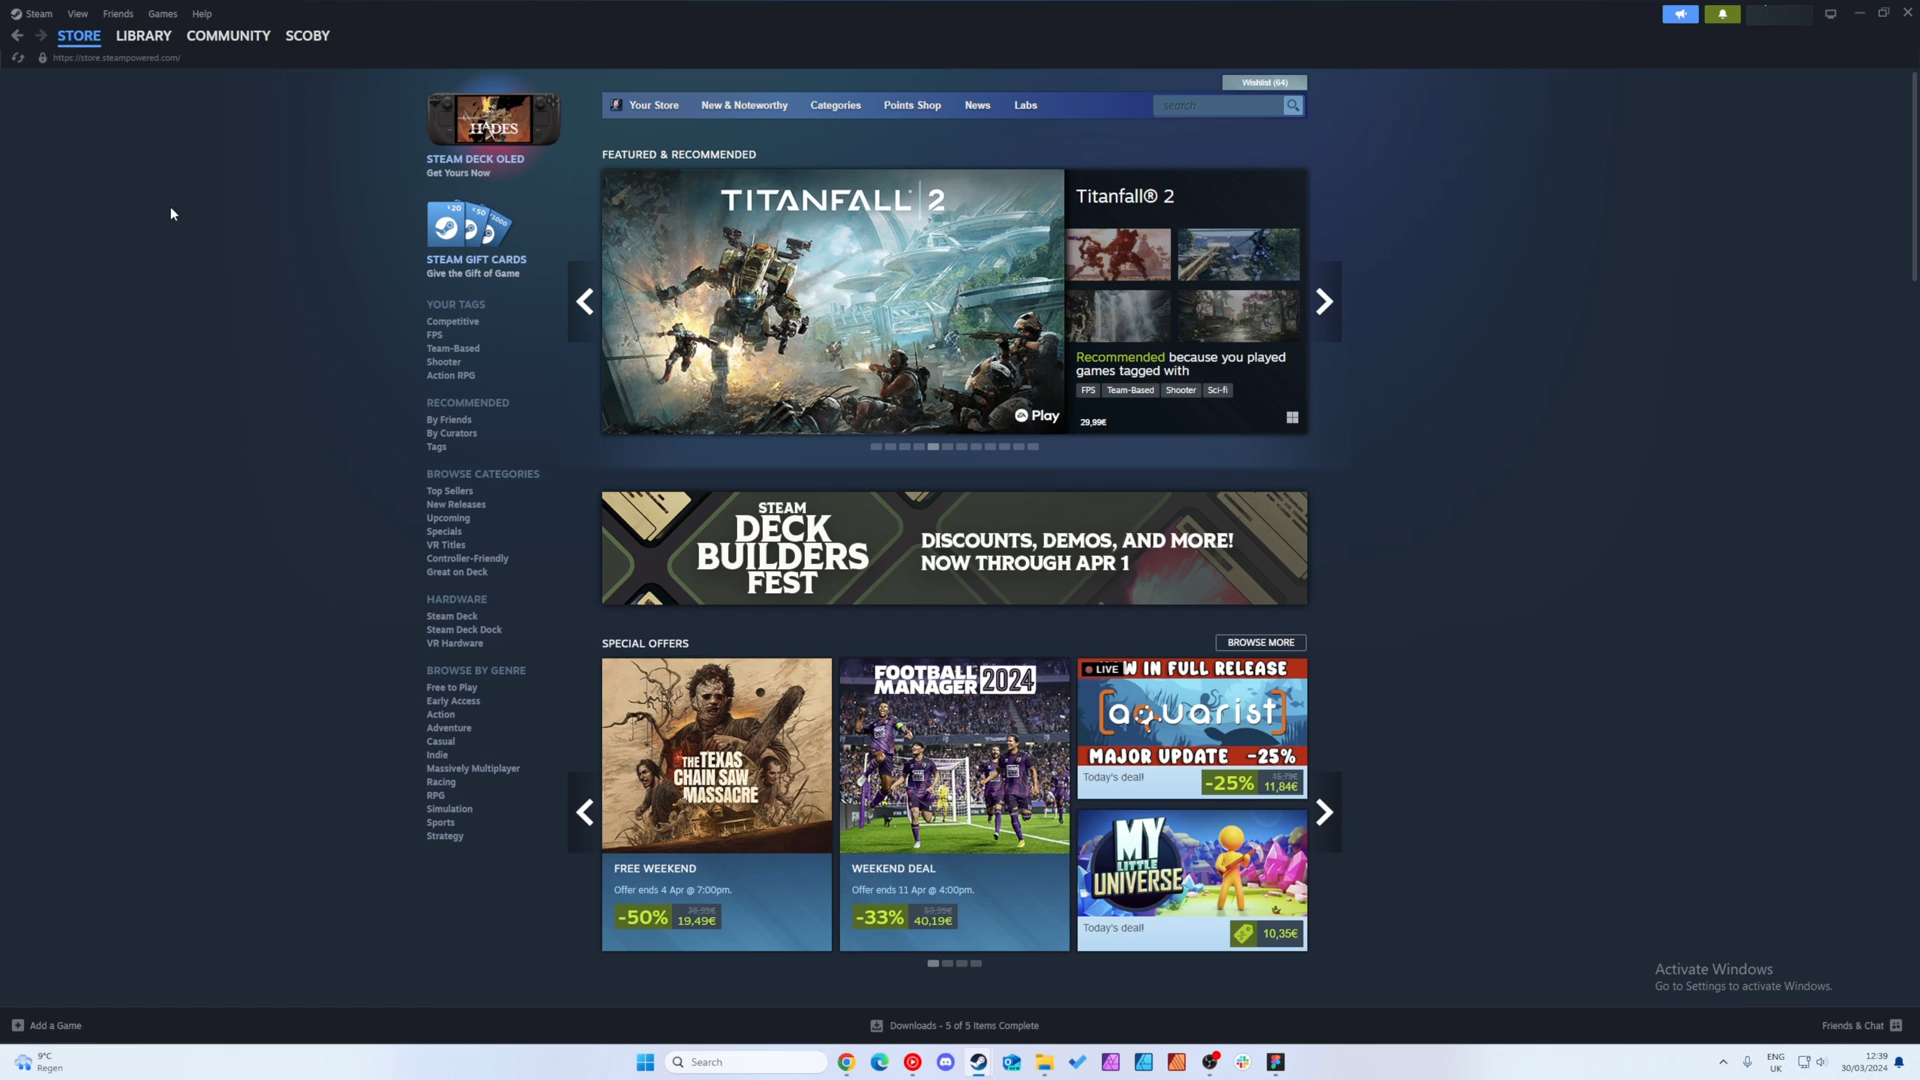 Steam View Friends Games Help
STORE LIBRARY COMMUNITY SCOBY
https://store.steampowered.com/
Wishlist (64)
Your Store New & Noteworthy Categories Points Shop News Labs search
HADES
STEAM DECK OLED
Get Yours Now
STEAM GIFT CARDS
Give the Gift of Game
YOUR TAGS
Competitive
FPS
Team-Based
Shooter
Action RPG
RECOMMENDED
By Friends
By Curators
Tags
BROWSE CATEGORIES
Top Sellers
New Releases
Upcoming
Specials
VR Titles
Controller-Friendly
Great on Deck
HARDWARE
Steam Deck
Steam Deck Dock
VR Hardware
BROWSE BY GENRE
Free to Play
Early Access
Action
Adventure
Casual
Indie
Massively Multiplayer
Racing
RPG
Simulation
Sports
Strategy
FEATURED & RECOMMENDED
TITANFALL 2
EA Play
Titanfall® 2
Recommended because you played
games tagged with
FPS Team-Based Shooter Sci-fi
29,99€
STEAM
DECK
BUILDERS
FEST
DISCOUNTS, DEMOS, AND MORE!
NOW THROUGH APR 1
SPECIAL OFFERS
BROWSE MORE
THE TEXAS
CHAIN SAW
MASSACRE
FREE WEEKEND
Offer ends 4 Apr @ 7:00pm.
-50% 38,99€
19,49€
FOOTBALL
MANAGER 2024
WEEKEND DEAL
Offer ends 11 Apr @ 4:00pm.
-33% 59,99€
40,19€
LIVE W IN FULL RELEASE
[aquarist]
MAJOR UPDATE -25%
Today's deal!
-25% 15,79€
11,84€
MY
LITTLE
UNIVERSE
Today's deal!
10,35€
Activate Windows
Go to Settings to activate Windows.
Add a Game
Downloads - 5 of 5 Items Complete
Friends & Chat
9°C
Regen
Search
ENG
UK
12:39
30/03/2024